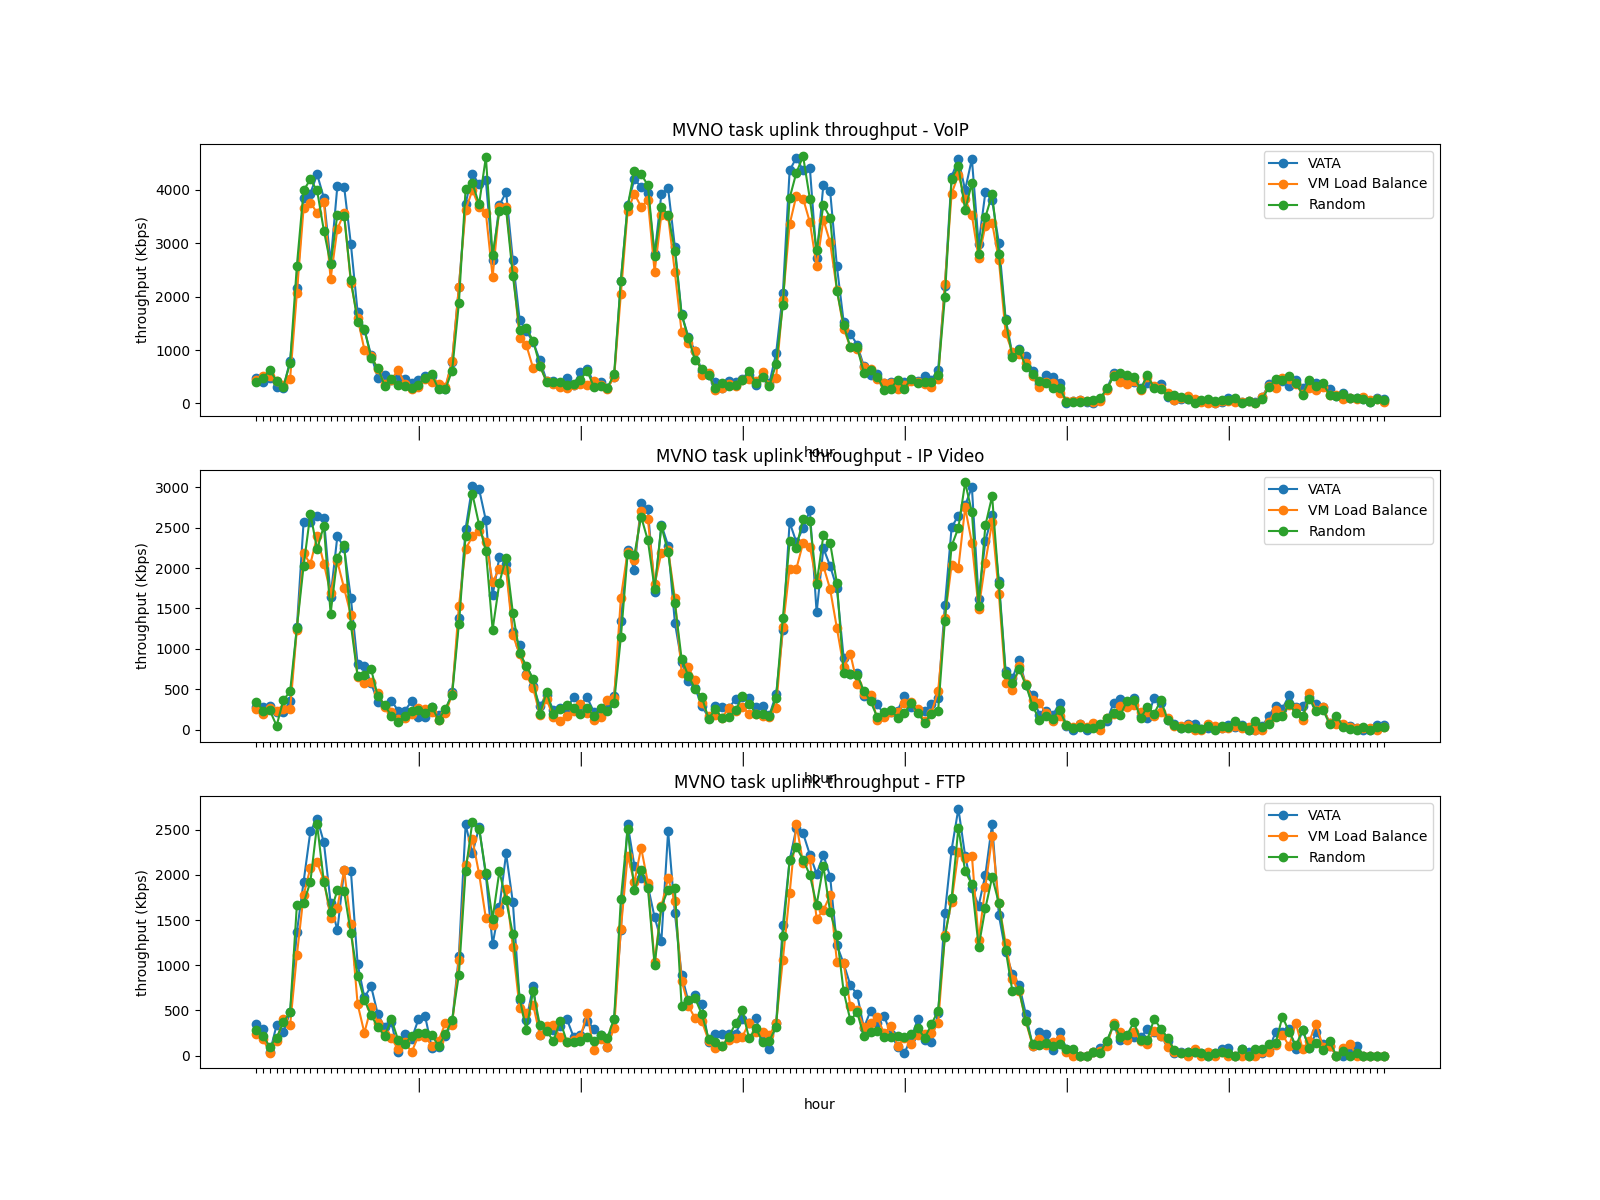 MVNO task uplink throughput - VoIP
throughput (Kbps)
4000
3000
2000
1000
0
VATA
VM Load Balance
Random
|
|
|
|
|
|
hour
MVNO task uplink throughput - IP Video
throughput (Kbps)
3000
2500
2000
1500
1000
500
0
VATA
VM Load Balance
Random
|
|
|
|
|
|
hour
MVNO task uplink throughput - FTP
throughput (Kbps)
2500
2000
1500
1000
500
0
VATA
VM Load Balance
Random
|
|
|
|
|
|
hour